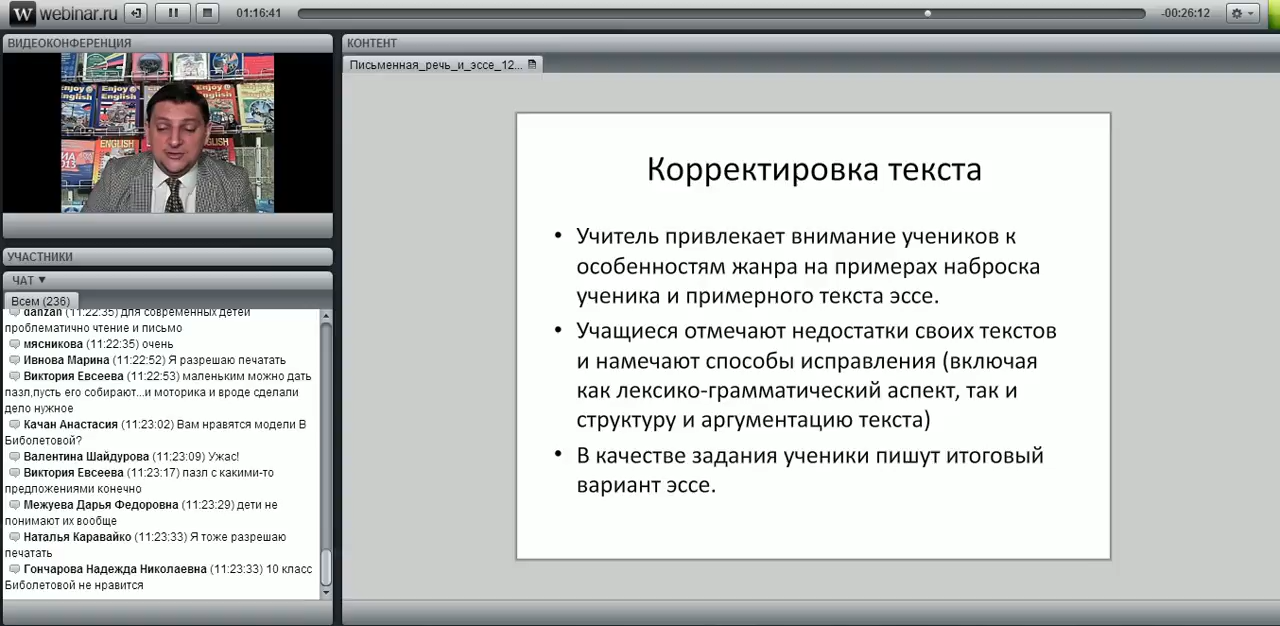 W webinar.ru
01:16:41
-00:26:12
ВИДЕОКОНФЕРЕНЦИЯ
Enjoy English
Enjoy English
ENGLISH
УЧАСТНИКИ
ЧАТ ▼
Всем (236)
danzan (11:22:35) для современных детей
проблематично чтение и письмо
мясникова (11:22:35) очень
Ивнова Марина (11:22:52) Я разрешаю печатать
Виктория Евсеева (11:22:53) маленьким можно дать
пазл,пусть его собирают...и моторика и вроде сделали
дело нужное
Качан Анастасия (11:23:02) Вам нравятся модели В
Биболетовой?
Валентина Шайдурова (11:23:09) Ужас!
Виктория Евсеева (11:23:17) пазл с какими-то
предложениями конечно
Межуева Дарья Федоровна (11:23:29) дети не
понимают их вообще
Наталья Каравайко (11:23:33) Я тоже разрешаю
печатать
Гончарова Надежда Николаевна (11:23:33) 10 класс
Биболетовой не нравится
КОНТЕНТ
Письменная_речь_и_эссе_12...
Корректировка текста
• Учитель привлекает внимание учеников к
особенностям жанра на примерах наброска
ученика и примерного текста эссе.
• Учащиеся отмечают недостатки своих текстов
и намечают способы исправления (включая
как лексико-грамматический аспект, так и
структуру и аргументацию текста)
• В качестве задания ученики пишут итоговый
вариант эссе.